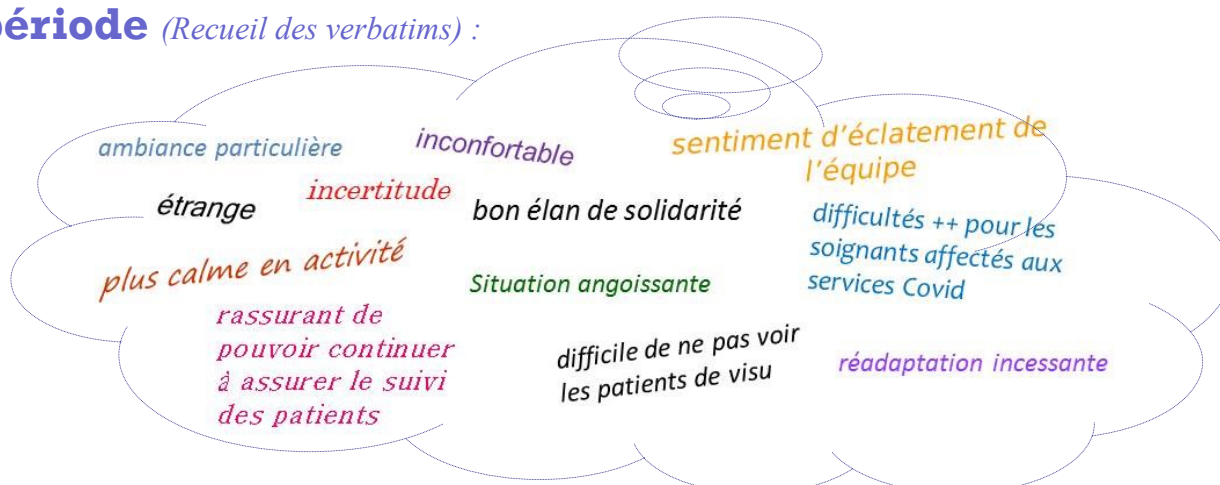 période (Recueil des verbatims) :
ambiance particulière
inconfortable
sentiment d'éclatement de
l'équipe
étrange
incertitude
bon élan de solidarité
difficultés ++ pour les
soignants affectés aux
services Covid
plus calme en activité
Situation angoissante
rassurant de
pouvoir continuer
à assurer le suivi
des patients
difficile de ne pas voir
les patients de visu
réadaptation incessante